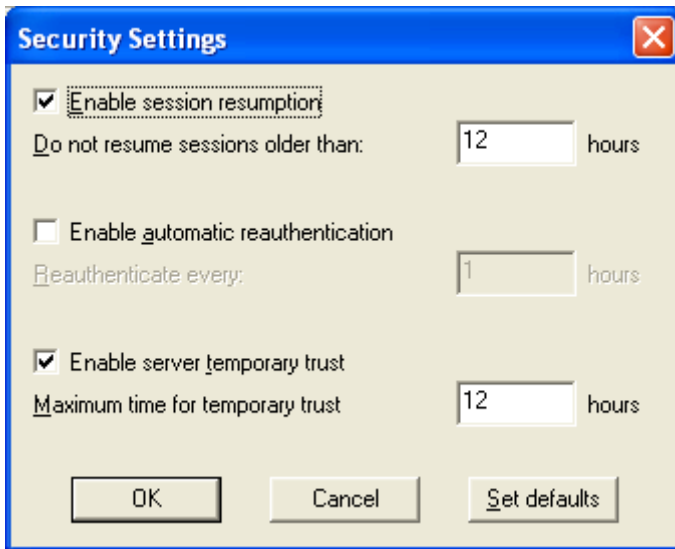 Security Settings
Enable session resumption
Do not resume sessions older than: 12 hours
Enable automatic reauthentication
Reauthenticate every: 1 hours
Enable server temporary trust
Maximum time for temporary trust 12 hours
OK Cancel Set defaults